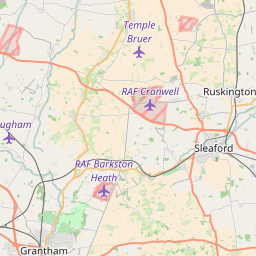 Temple
Bruer
RAF Cranwell
Ruskington
ugham
Sleaford
RAF Barkston
Heath
Grantham